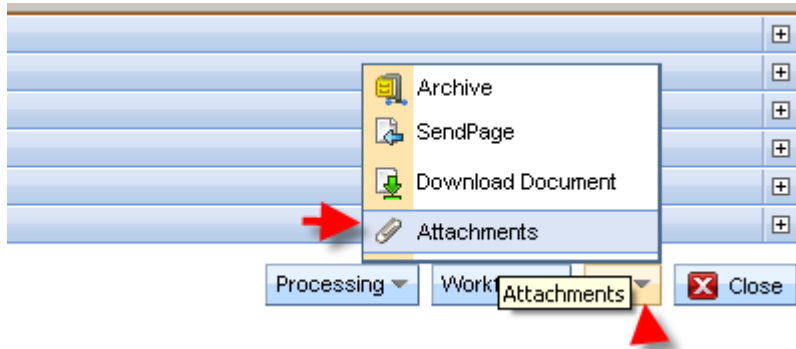 Archive
SendPage
Download Document
Attachments
Processing Attachments Close